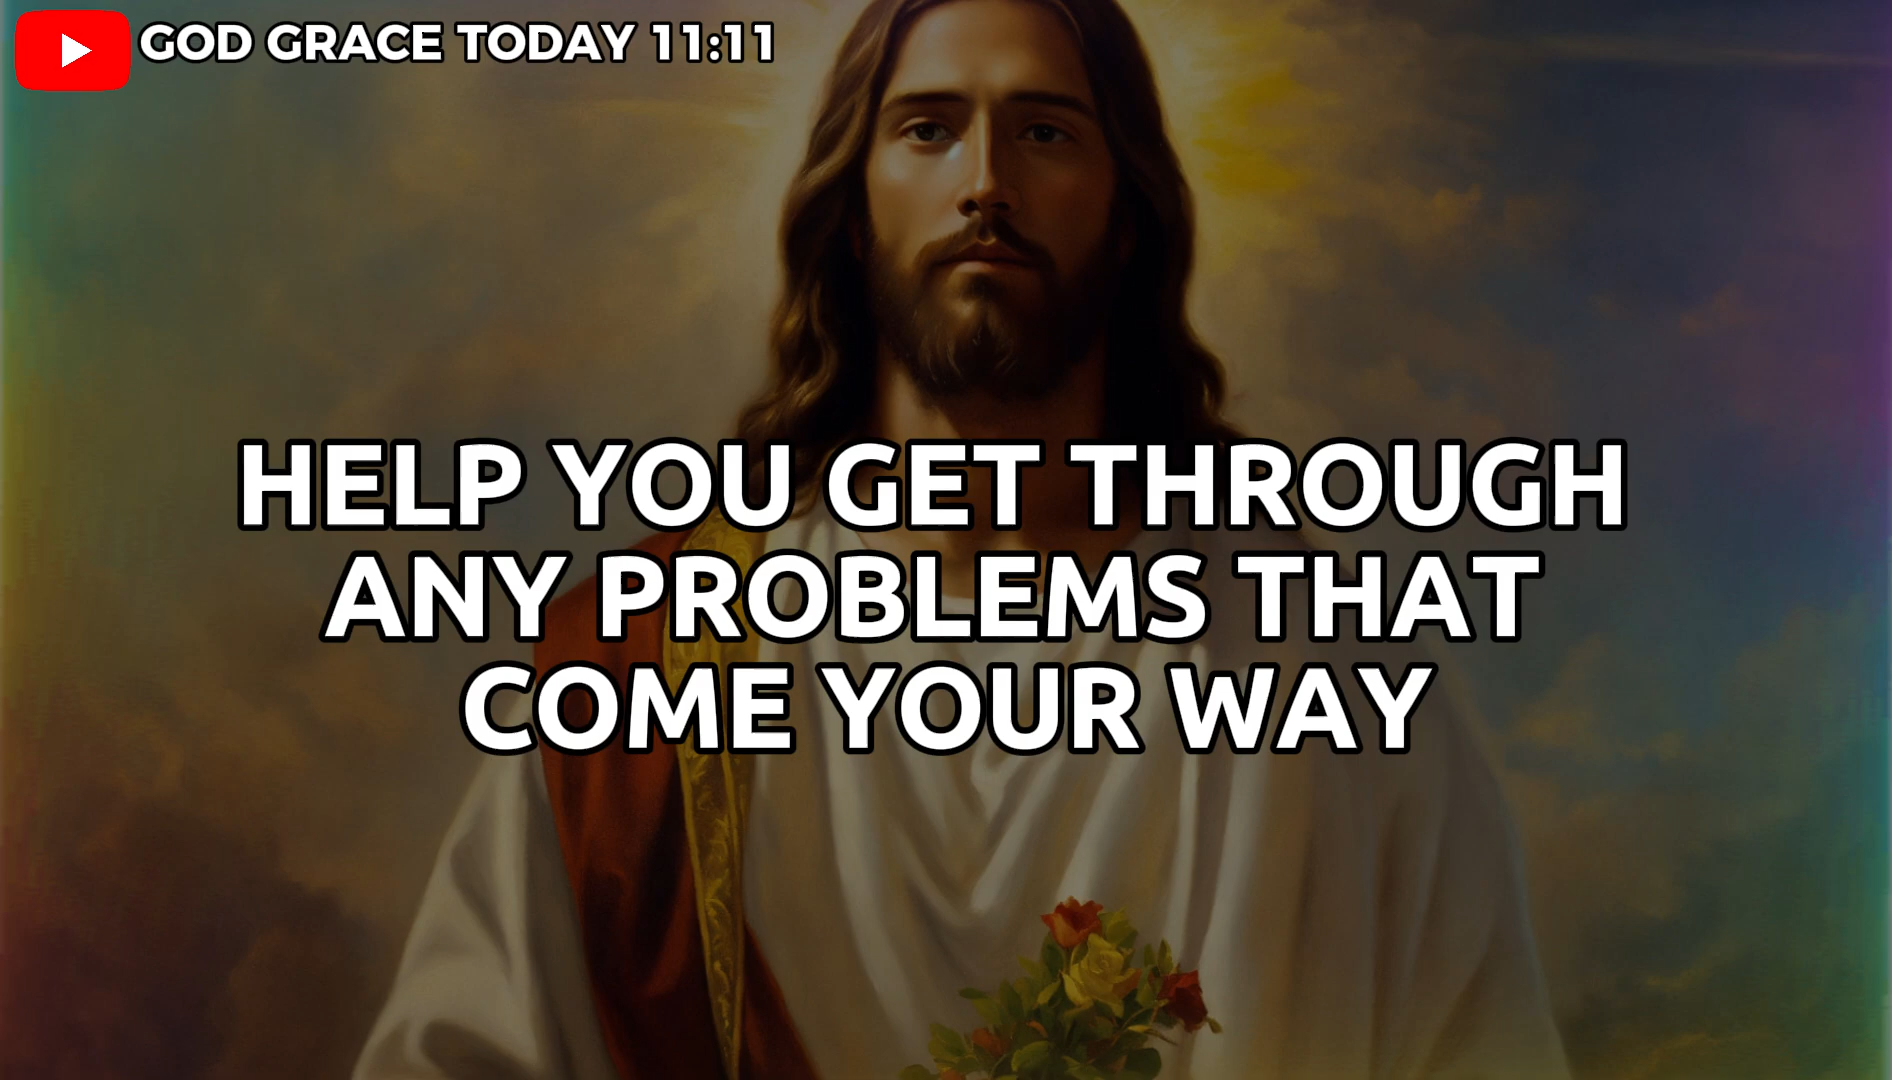 GOD GRACE TODAY 11:11
HELP YOU GET THROUGH
ANY PROBLEMS THAT
COME YOUR WAY